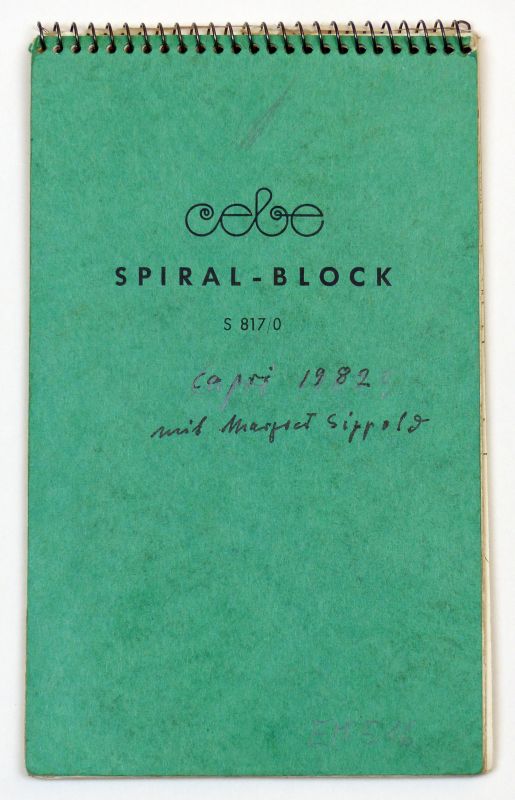 cebe
SPIRAL-BLOCK
S 817/0
Capri 1982
mit Margret Sippold